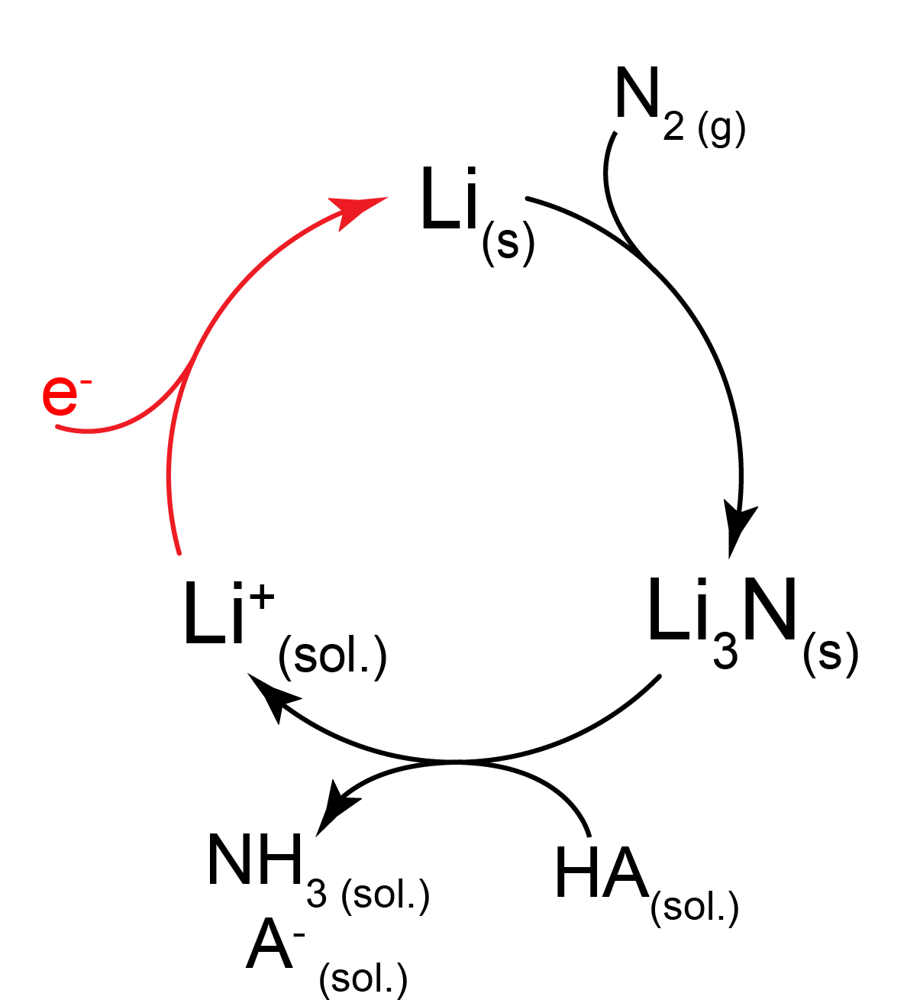 N₂ (g)
Li(s)
e⁻
Li⁺(sol.)
Li₃N(s)
NH₃ (sol.)
HA(sol.)
A⁻(sol.)